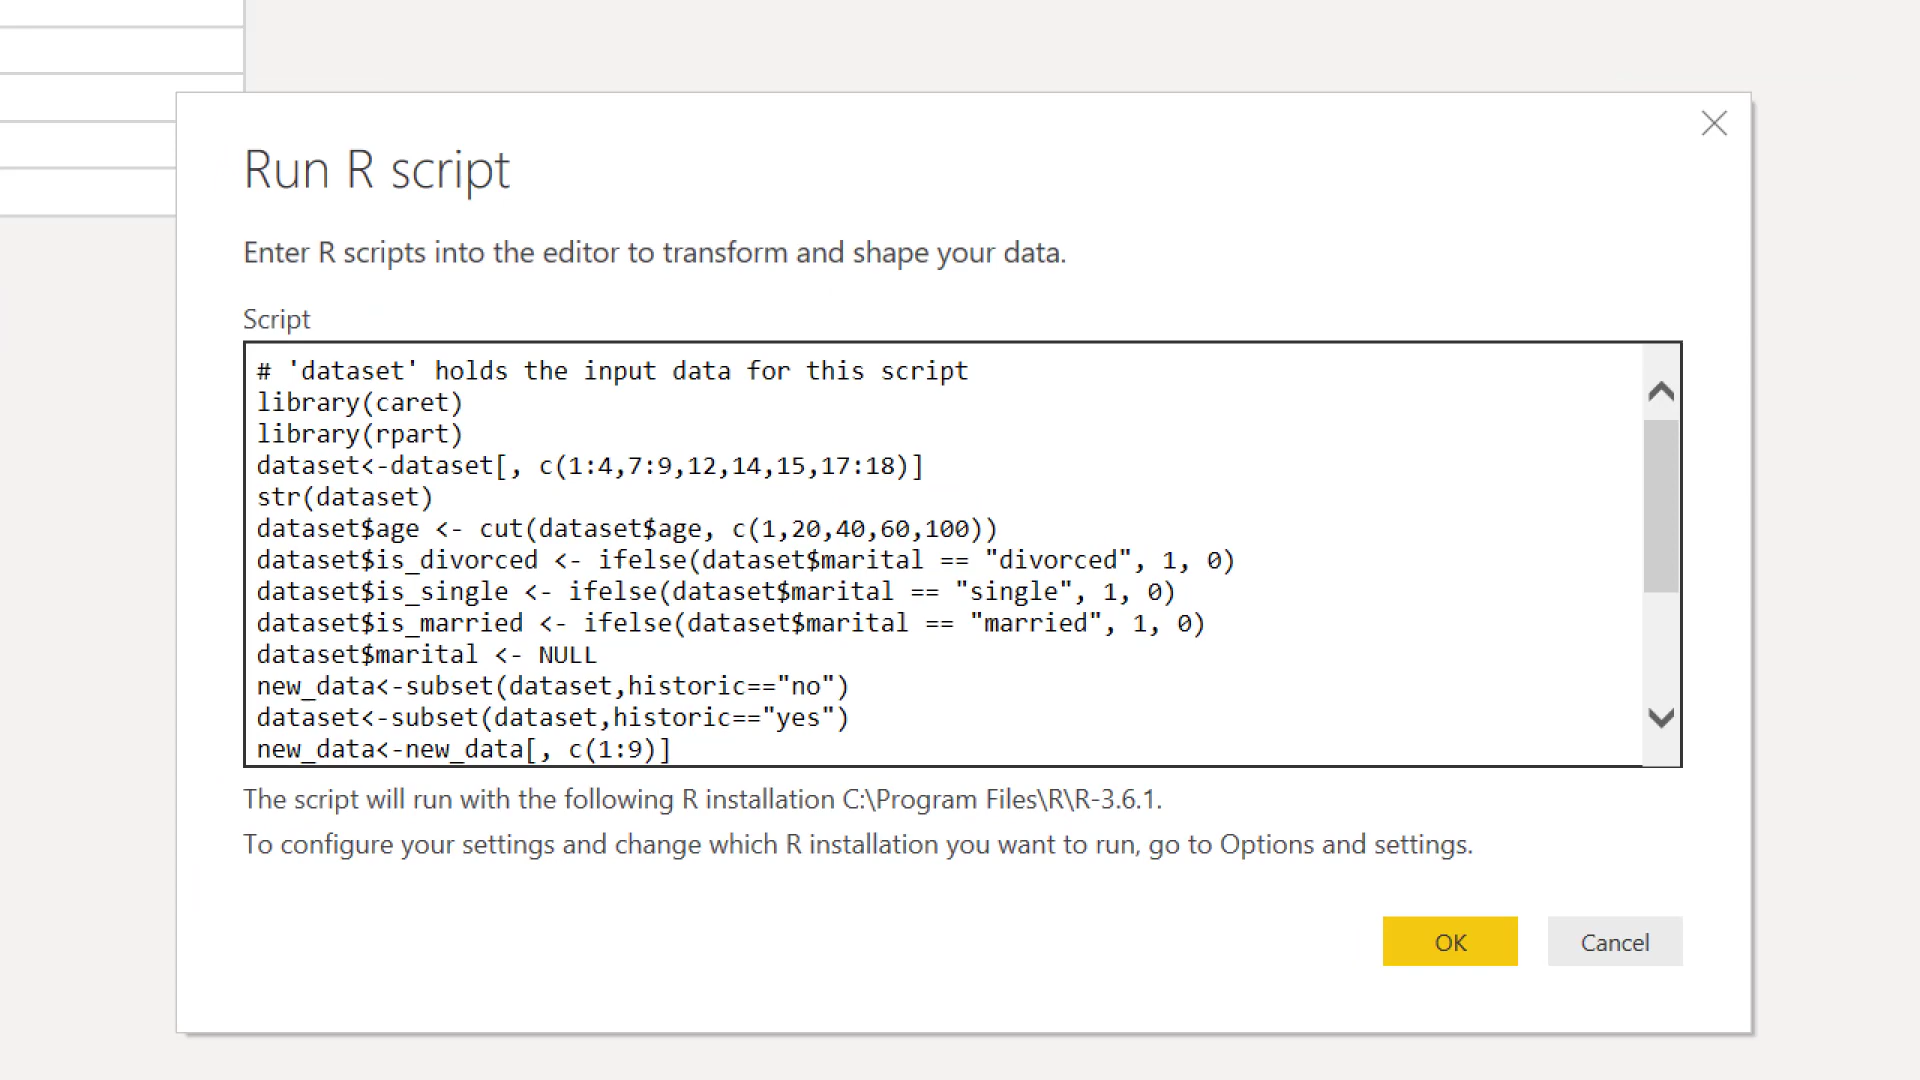 Run R script
Enter R scripts into the editor to transform and shape your data.
Script
# 'dataset' holds the input data for this script
library(caret)
library(rpart)
dataset<-dataset[, c(1:4,7:9,12,14,15,17:18)]
str(dataset)
dataset$age <- cut(dataset$age, c(1,20,40,60,100))
dataset$is_divorced <- ifelse(dataset$marital == "divorced", 1, 0)
dataset$is_single <- ifelse(dataset$marital == "single", 1, 0)
dataset$is_married <- ifelse(dataset$marital == "married", 1, 0)
dataset$marital <- NULL
new_data<-subset(dataset,historic=="no")
dataset<-subset(dataset,historic=="yes")
new_data<-new_data[, c(1:9)]
The script will run with the following R installation C:\Program Files\R\R-3.6.1.
To configure your settings and change which R installation you want to run, go to Options and settings.
OK
Cancel